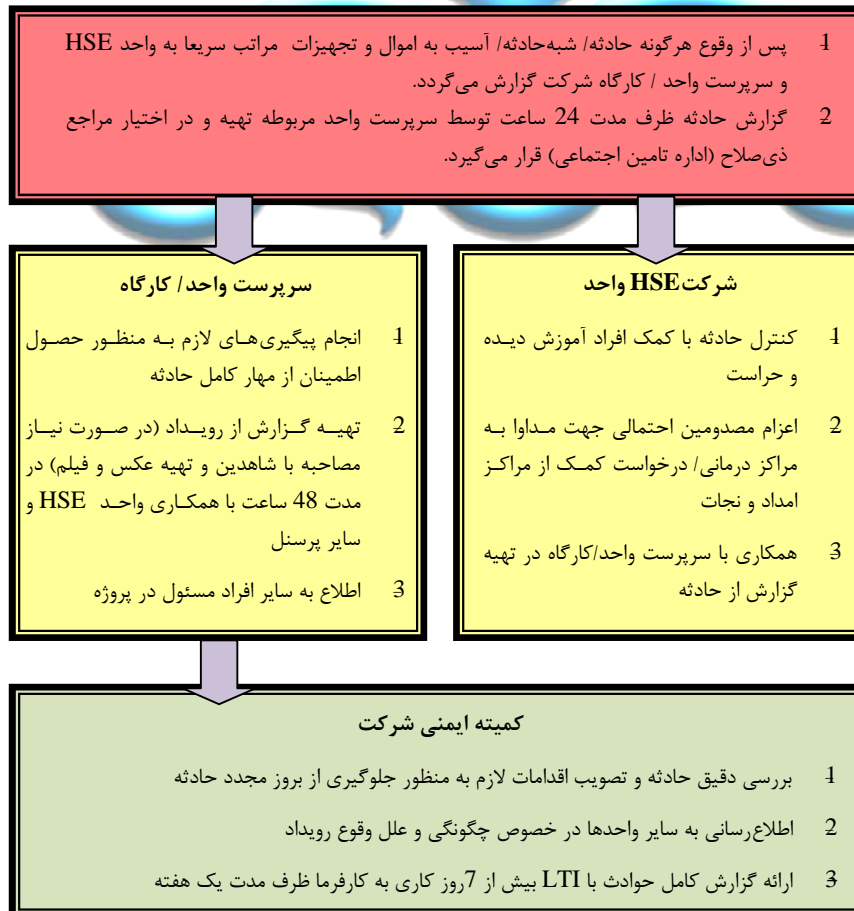 1 پس از وقوع هرگونه حادثه/ شبه‌حادثه/ آسیب به اموال و تجهیزات مراتب سریعا به واحد HSE
و سرپرست واحد / کارگاه شرکت گزارش می‌گردد.
2 گزارش حادثه ظرف مدت 24 ساعت توسط سرپرست واحد مربوطه تهیه و در اختیار مراجع
ذی‌صلاح (اداره تامین اجتماعی) قرار می‌گیرد.
شرکتHSE واحد
1 کنترل حادثه با کمک افراد آموزش دیده
و حراست
2 اعزام مصدومین احتمالی جهت مداوا به
مراکز درمانی/ درخواست کمک از مراکز
امداد و نجات
3 همکاری با سرپرست واحد/کارگاه در تهیه
گزارش از حادثه
سرپرست واحد/ کارگاه
1 انجام پیگیری‌های لازم به منظور حصول
اطمینان از مهار کامل حادثه
2 تهیه گزارش از رویداد (در صورت نیاز
مصاحبه با شاهدین و تهیه عکس و فیلم) در
مدت 48 ساعت با همکاری واحد HSE و
سایر پرسنل
3 اطلاع به سایر افراد مسئول در پروژه
کمیته ایمنی شرکت
1 بررسی دقیق حادثه و تصویب اقدامات لازم به منظور جلوگیری از بروز مجدد حادثه
2 اطلاع‌رسانی به سایر واحدها در خصوص چگونگی و علل وقوع رویداد
3 ارائه گزارش کامل حوادث با LTI بیش از 7روز کاری به کارفرما ظرف مدت یک هفته